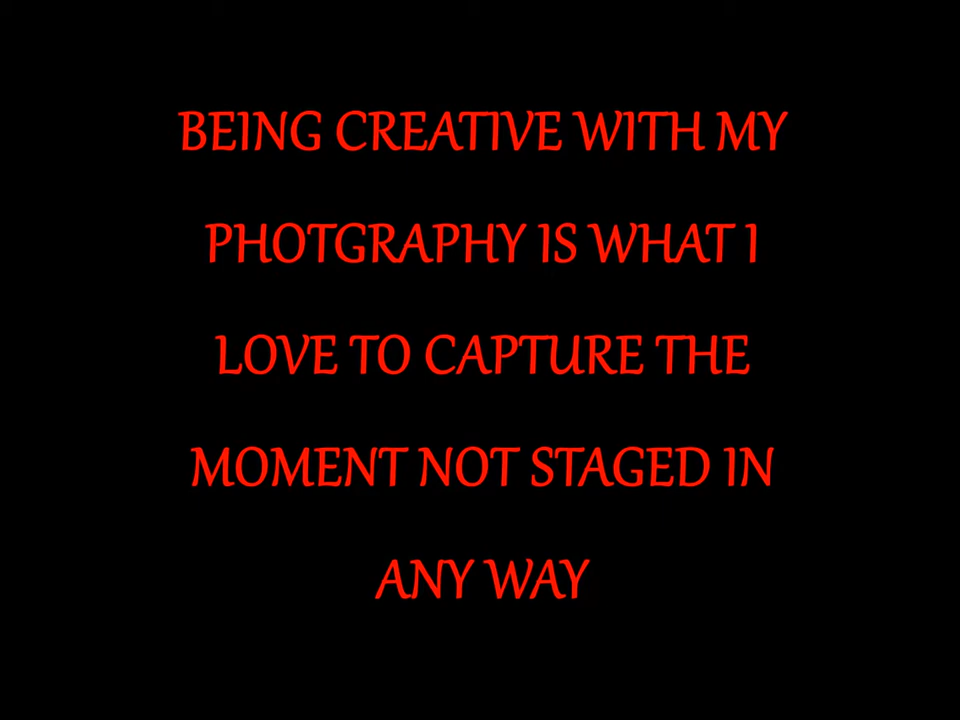 BEING CREATIVE WITH MY
PHOTGRAPHY IS WHAT I
LOVE TO CAPTURE THE
MOMENT NOT STAGED IN
ANY WAY